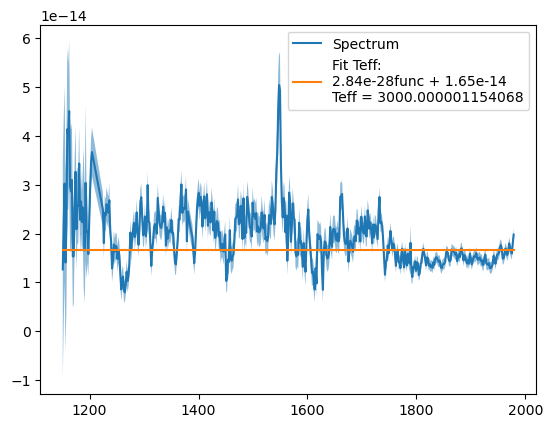 1e−14
6
5
4
3
2
1
0
−1
1200
1400
1600
1800
2000
Spectrum
Fit Teff:
2.84e-28func + 1.65e-14
Teff = 3000.000001154068